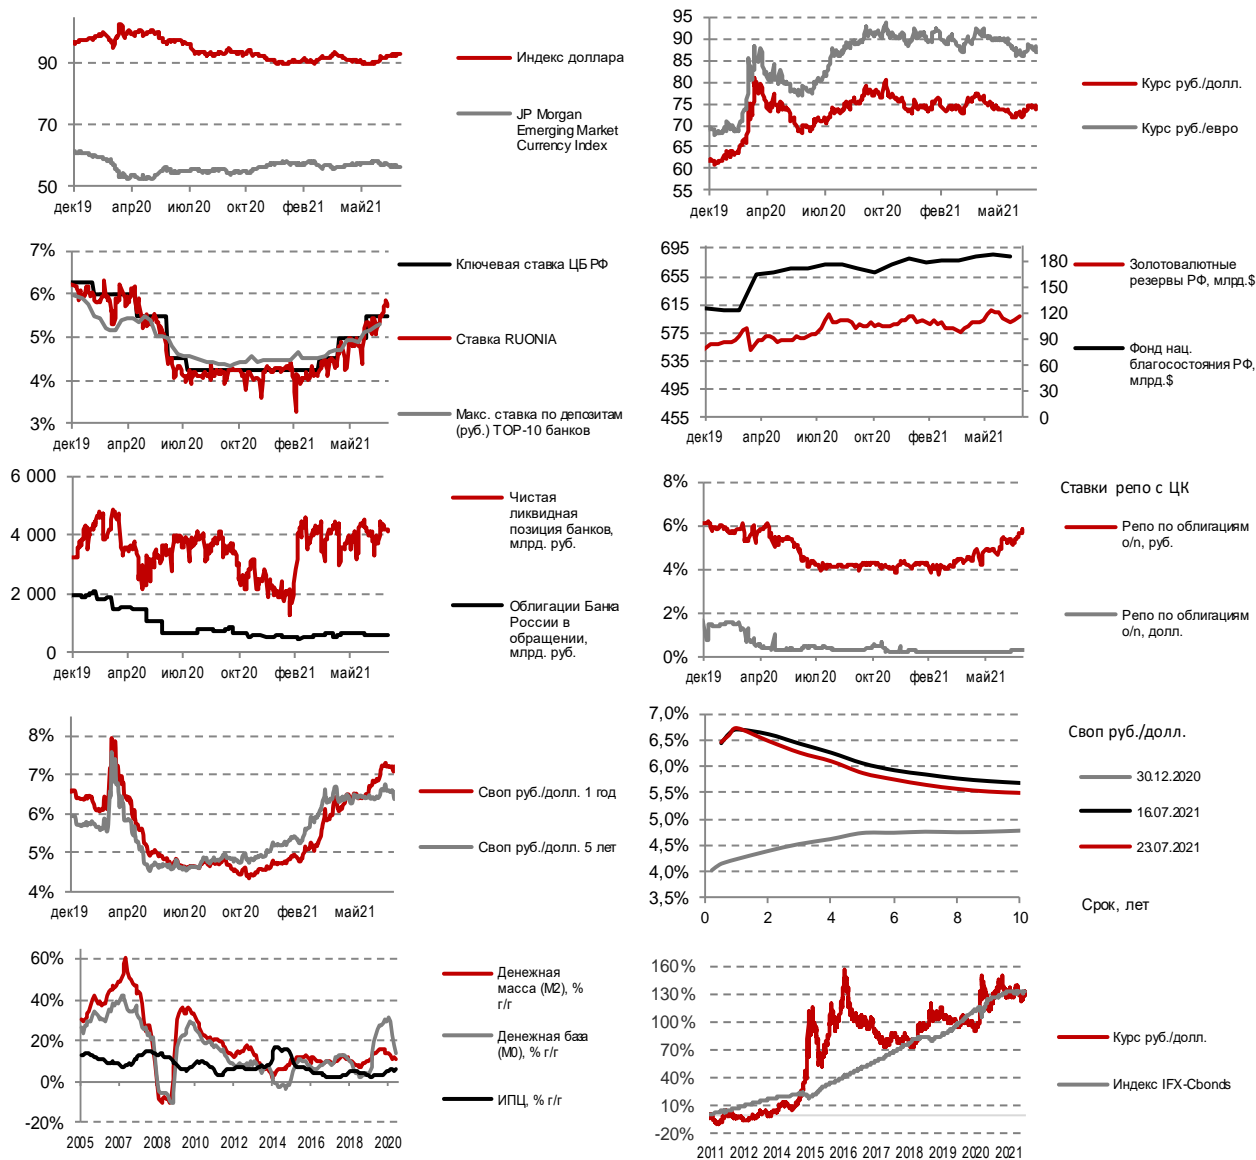 90
70
50
дек19 апр20 июл20 окт20 фев21 май21
Индекс доллара
JP Morgan
Emerging Market
Currency Index
95
90
85
80
75
70
65
60
55
дек19 апр20 июл20 окт20 фев21 май21
Курс руб./долл.
Курс руб./евро
7%
6%
5%
4%
3%
дек19 апр20 июл20 окт20 фев21 май21
Ключевая ставка ЦБ РФ
Ставка RUONIA
Макс. ставка по депозитам
(руб.) TOP-10 банков
695
655
615
575
535
495
455
180
150
120
90
60
30
0
дек19 апр20 июл20 окт20 фев21 май21
Золотовалютные
резервы РФ, млрд.$
Фонд нац.
благосостояния РФ,
млрд.$
6 000
4 000
2 000
0
дек19 апр20 июл20 окт20 фев21 май21
Чистая
ликвидная
позиция банков,
млрд. руб.
Облигации Банка
России в
обращении,
млрд. руб.
8%
6%
4%
2%
0%
дек19 апр20 июл20 окт20 фев21 май21
Ставки репо с ЦК
Репо по облигациям
o/n, руб.
Репо по облигациям
o/n, долл.
8%
7%
6%
5%
4%
дек19 апр20 июл20 окт20 фев21 май21
Своп руб./долл. 1 год
Своп руб./долл. 5 лет
7,0%
6,5%
6,0%
5,5%
5,0%
4,5%
4,0%
3,5%
0 2 4 6 8 10
Своп руб./долл.
30.12.2020
16.07.2021
23.07.2021
Срок, лет
60%
40%
20%
0%
-20%
2005 2007 2008 2010 2012 2014 2016 2018 2020
Денежная
масса (M2), %
г/г
Денежная база
(M0), % г/г
ИПЦ, % г/г
160%
130%
100%
70%
40%
10%
-20%
2011 2012 2014 2015 2016 2017 2018 2020 2021
Курс руб./долл.
Индекс IFX-Cbonds